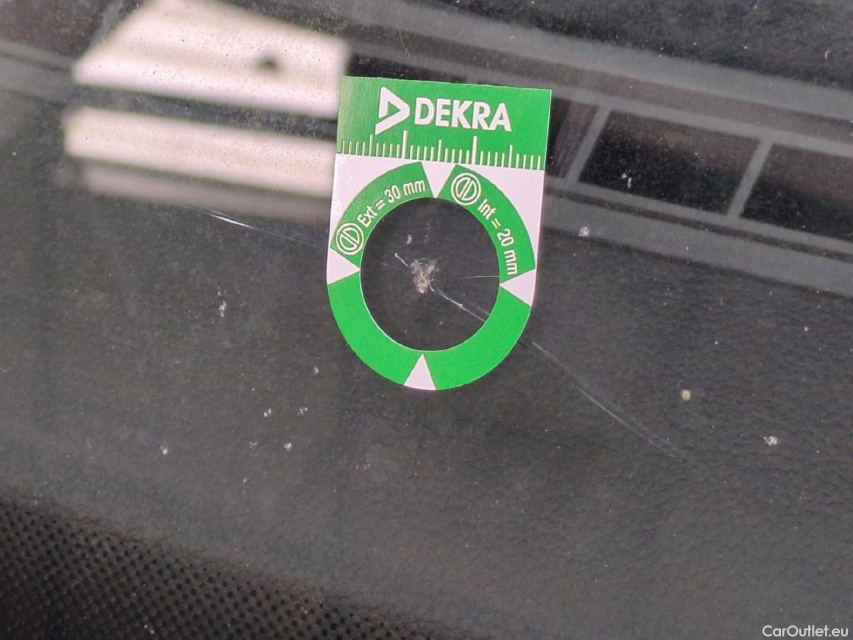 DEKRA
Ext = 30 mm
Int = 20 mm
CarOutlet.eu